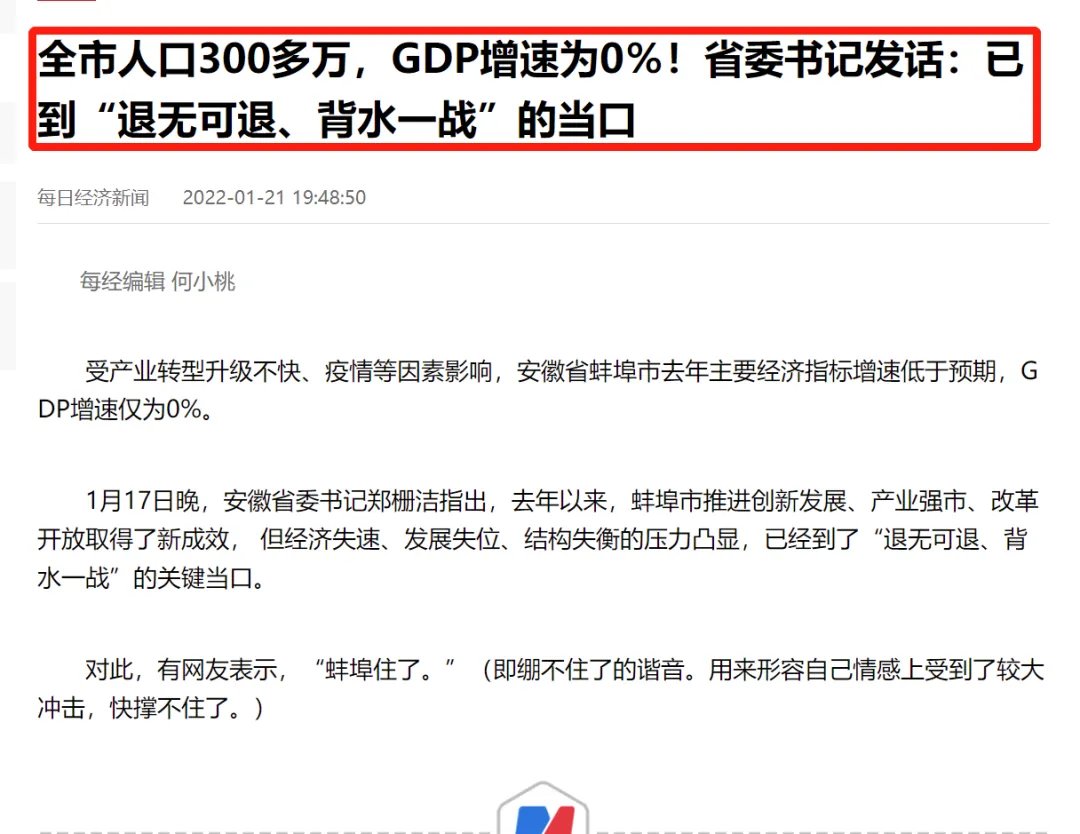 全市人口300多万，GDP增速为0%！省委书记发话：已
到“退无可退、背水一战”的当口
每日经济新闻 2022-01-21 19:48:50
每经编辑 何小桃
受产业转型升级不快、疫情等因素影响，安徽省蚌埠市去年主要经济指标增速低于预期，G
DP增速仅为0%。
1月17日晚，安徽省委书记郑栅洁指出，去年以来，蚌埠市推进创新发展、产业强市、改革
开放取得了新成效， 但经济失速、发展失位、结构失衡的压力凸显，已经到了“退无可退、背
水一战”的关键当口。
对此，有网友表示，“蚌埠住了。”（即绷不住了的谐音。用来形容自己情感上受到了较大
冲击，快撑不住了。）